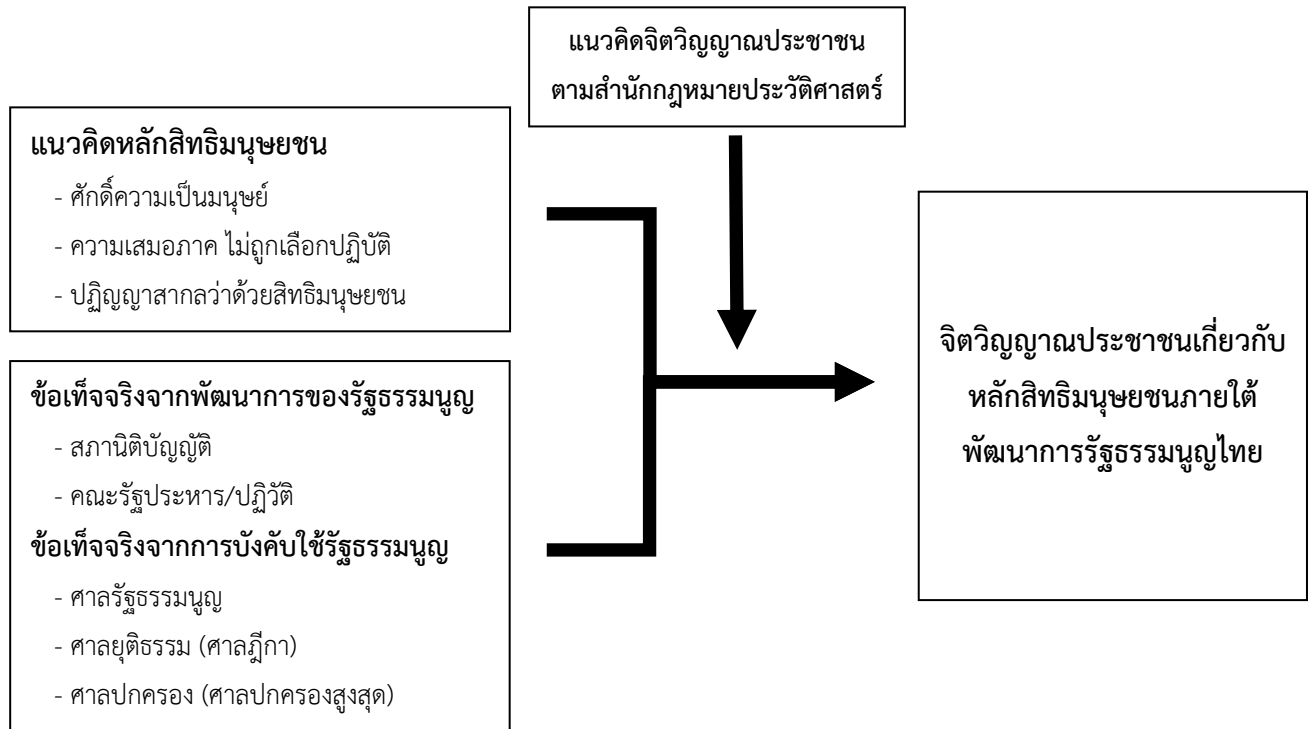 แนวคิดจิตวิญญาณประชาชน
ตามสำนักกฎหมายประวัติศาสตร์
แนวคิดหลักสิทธิมนุษยชน
- ศักดิ์ความเป็นมนุษย์
- ความเสมอภาค ไม่ถูกเลือกปฏิบัติ
- ปฏิญญาสากลว่าด้วยสิทธิมนุษยชน
ข้อเท็จจริงจากพัฒนาการของรัฐธรรมนูญ
- สภานิติบัญญัติ
- คณะรัฐประหาร/ปฏิวัติ
ข้อเท็จจริงจากการบังคับใช้รัฐธรรมนูญ
- ศาลรัฐธรรมนูญ
- ศาลยุติธรรม (ศาลฎีกา)
- ศาลปกครอง (ศาลปกครองสูงสุด)
จิตวิญญาณประชาชนเกี่ยวกับ
หลักสิทธิมนุษยชนภายใต้
พัฒนาการรัฐธรรมนูญไทย